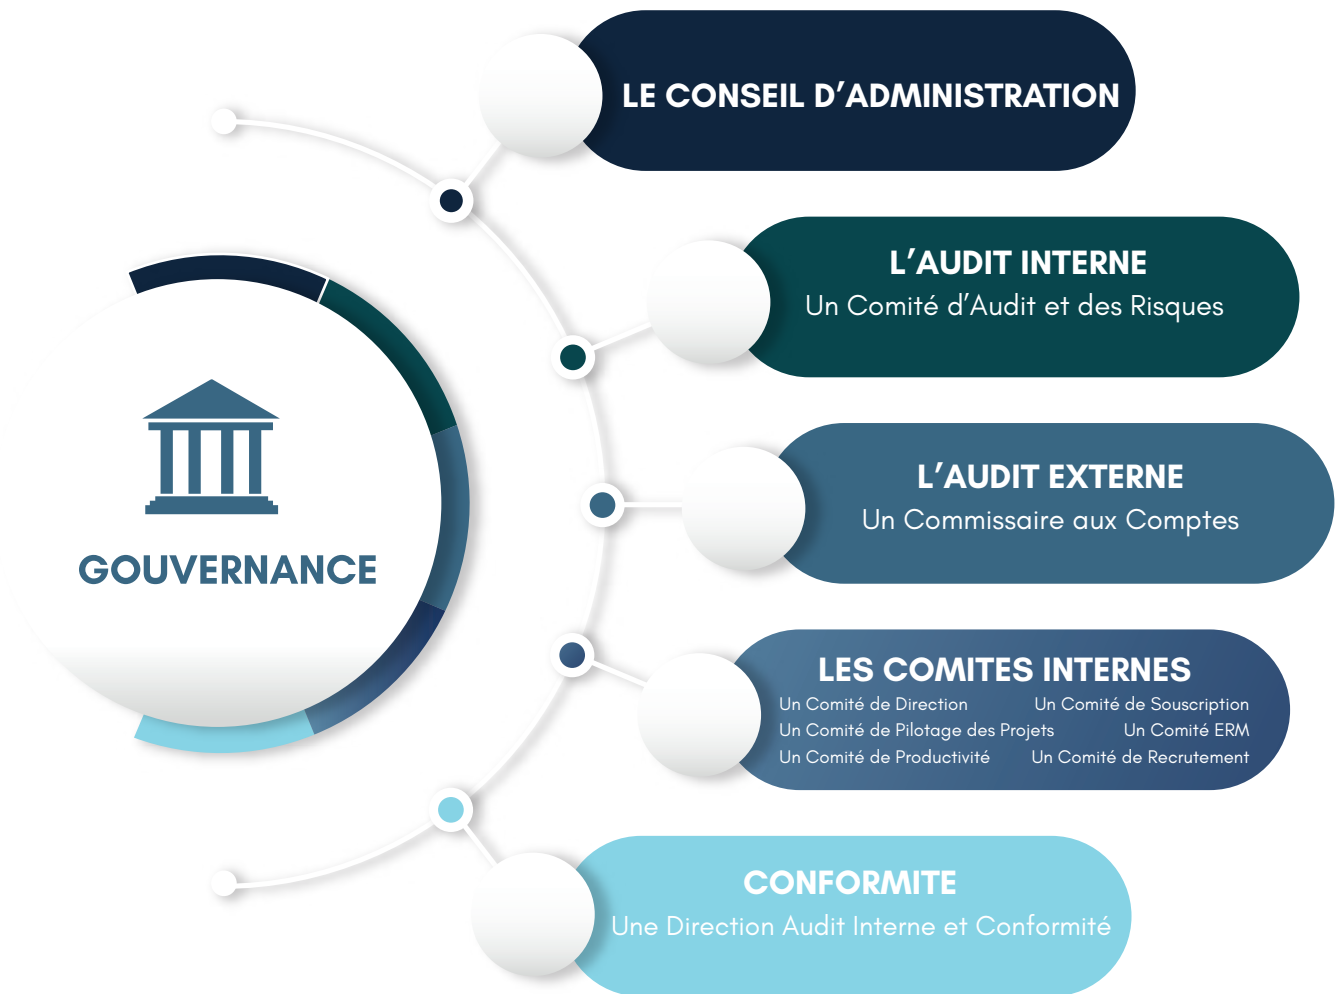 LE CONSEIL D’ADMINISTRATION
L’AUDIT INTERNE
Un Comité d’Audit et des Risques
GOUVERNANCE
L’AUDIT EXTERNE
Un Commissaire aux Comptes
LES COMITES INTERNES
Un Comité de Direction Un Comité de Souscription
Un Comité de Pilotage des Projets Un Comité ERM
Un Comité de Productivité Un Comité de Recrutement
CONFORMITE
Une Direction Audit Interne et Conformité